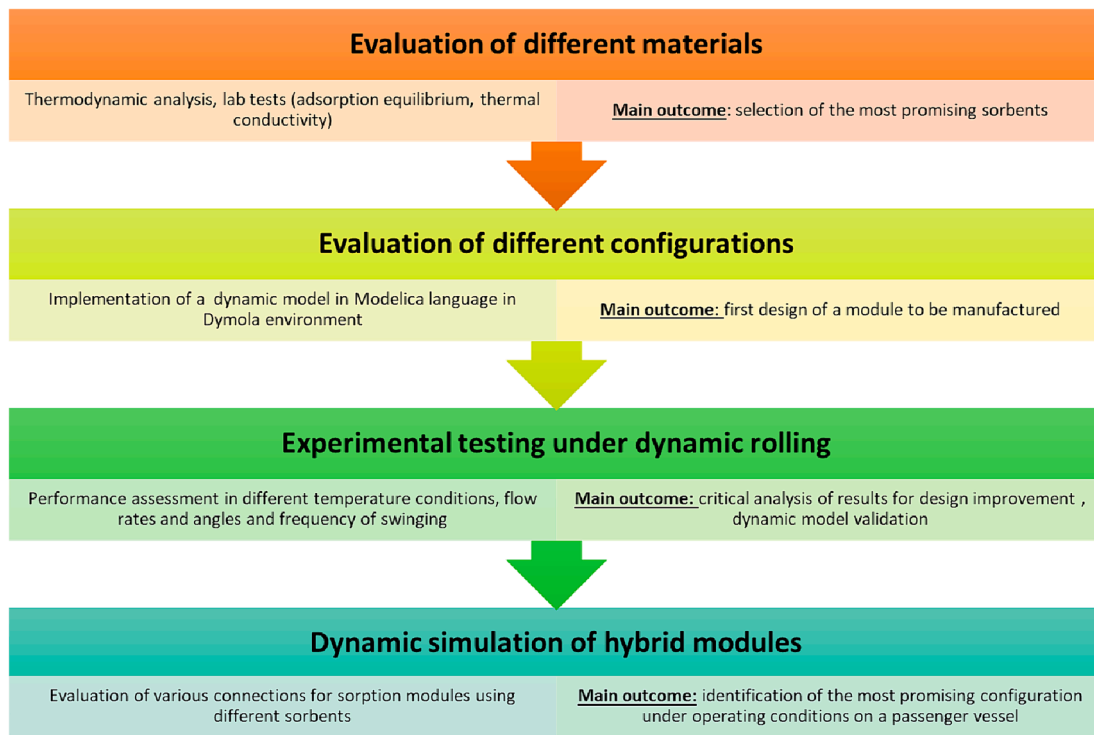 Evaluation of different materials
Thermodynamic analysis, lab tests (adsorption equilibrium, thermal
conductivity)
Main outcome: selection of the most promising sorbents
Evaluation of different configurations
Implementation of a dynamic model in Modelica language in
Dymola environment
Main outcome: first design of a module to be manufactured
Experimental testing under dynamic rolling
Performance assessment in different temperature conditions, flow
rates and angles and frequency of swinging
Main outcome: critical analysis of results for design improvement ,
dynamic model validation
Dynamic simulation of hybrid modules
Evaluation of various connections for sorption modules using
different sorbents
Main outcome: identification of the most promising configuration
under operating conditions on a passenger vessel